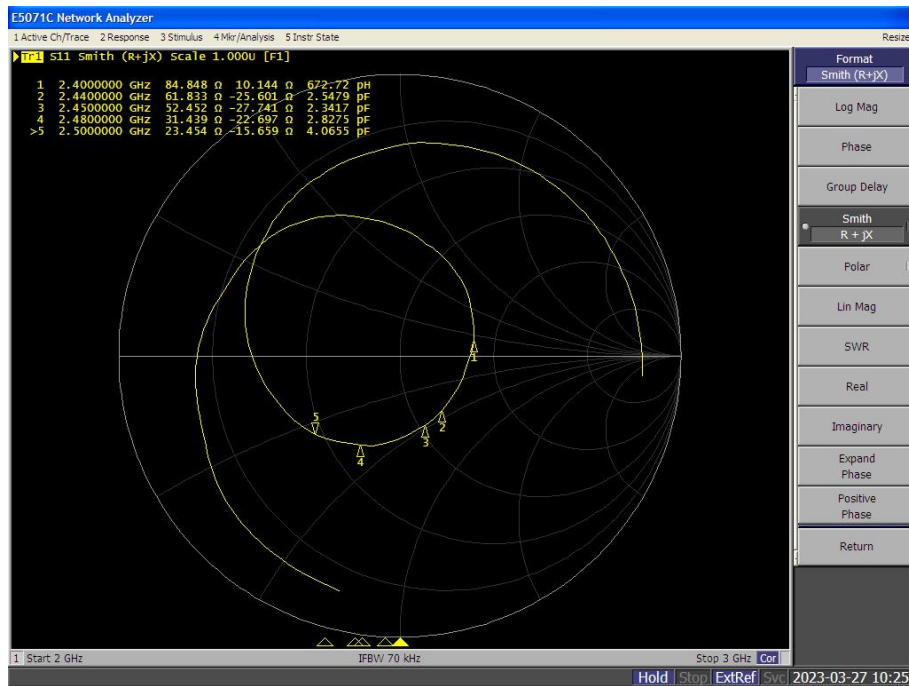 E5071C Network Analyzer
1 Active Ch/Trace 2 Response 3 Stimulus 4 Mkr/Analysis 5 Instr State
Resize
Tr1 S11 Smith (R+jX) Scale 1.000U [F1]
1 2.4000000 GHz 84.848 Ω 10.144 Ω 672.72 pH
2 2.4400000 GHz 61.833 Ω -25.601 Ω 2.5479 pF
3 2.4500000 GHz 52.452 Ω -27.741 Ω 2.3417 pF
4 2.4800000 GHz 31.439 Ω -22.697 Ω 2.8275 pF
>5 2.5000000 GHz 23.454 Ω -15.659 Ω 4.0655 pF
1
2
3
4
5
Format
Smith (R+jX)
Log Mag
Phase
Group Delay
Smith
R + jX
Polar
Lin Mag
SWR
Real
Imaginary
Expand
Phase
Positive
Phase
Return
1 Start 2 GHz
IFBW 70 kHz
Stop 3 GHz Cor
Hold Stop ExtRef Svc 2023-03-27 10:25